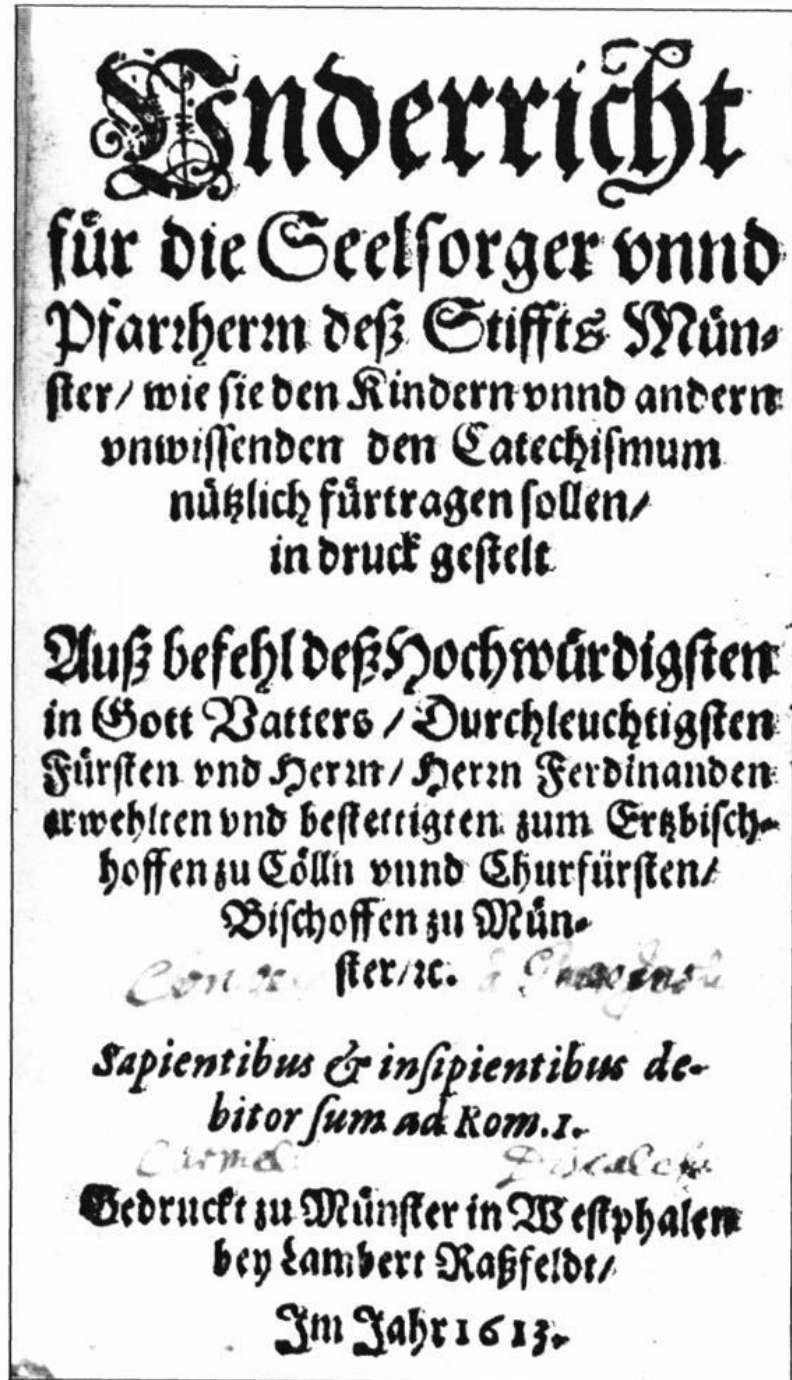 Vnderricht
für die Seelsorger vnnd
Pfarrherrn deß Stiffts Mün-
ster/ wie sie den Kindern vnnd andern
vnwissenden den Catechismum
nützlich fürtragen sollen/
in druck gestelt
Auß befehl deß Hochwürdigsten
in Gott Vatters / Durchleuchtigsten
Fürsten vnd Herrn/ Herrn Ferdinanden
erwehlten vnd bestettigten zum Ertzbisch-
hoffen zu Cölln vnnd Churfürsten/
Bischoffen zu Mün-
ster/ꝛc.
Sapientibus & insipientibus de-
bitor sum ad Rom.1.
Gedruckt zu Münster in Westphalen
bey Lambert Raßfeldt/
Im Jahr 1613.